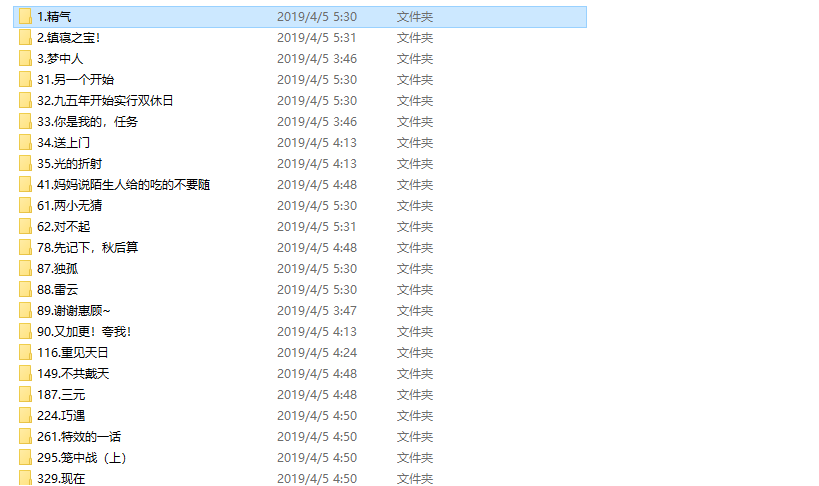 1.精气 2019/4/5 5:30 文件夹
2.镇寝之宝! 2019/4/5 5:31 文件夹
3.梦中人 2019/4/5 3:46 文件夹
31.另一个开始 2019/4/5 5:30 文件夹
32.九五年开始实行双休日 2019/4/5 5:30 文件夹
33.你是我的，任务 2019/4/5 3:46 文件夹
34.送上门 2019/4/5 4:13 文件夹
35.光的折射 2019/4/5 4:13 文件夹
41.妈妈说陌生人给的吃的不要随 2019/4/5 4:48 文件夹
61.两小无猜 2019/4/5 5:30 文件夹
62.对不起 2019/4/5 5:31 文件夹
78.先记下，秋后算 2019/4/5 4:48 文件夹
87.独孤 2019/4/5 5:30 文件夹
88.雷云 2019/4/5 5:30 文件夹
89.谢谢惠顾~ 2019/4/5 3:47 文件夹
90.又加更！夸我！ 2019/4/5 4:13 文件夹
116.重见天日 2019/4/5 4:24 文件夹
149.不共戴天 2019/4/5 4:48 文件夹
187.三元 2019/4/5 4:48 文件夹
224.巧遇 2019/4/5 4:50 文件夹
261.特效的一话 2019/4/5 4:50 文件夹
295.笼中战（上） 2019/4/5 4:50 文件夹
329.现在 2019/4/5 4:50 文件夹